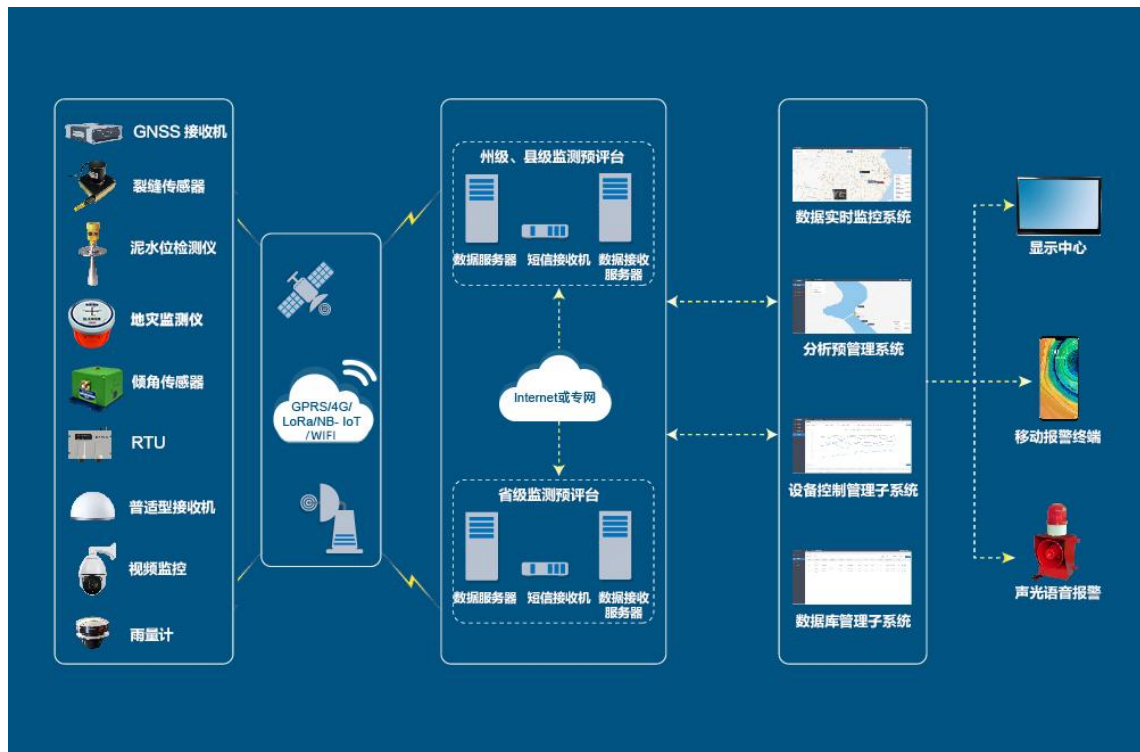 GNSS 接收机
裂缝传感器
泥水位检测仪
地灾监测仪
倾角传感器
RTU
普适型接收机
视频监控
雨量计
GPRS/4G/
LoRa/NB- IoT
/WIFI
州级、县级监测预评台
数据服务器
短信接收机
数据接收
服务器
Internet或专网
省级监测预评台
数据服务器
短信接收机
数据接收
服务器
数据实时监控系统
分析预管理系统
设备控制管理子系统
数据库管理子系统
显示中心
移动报警终端
声光语音报警